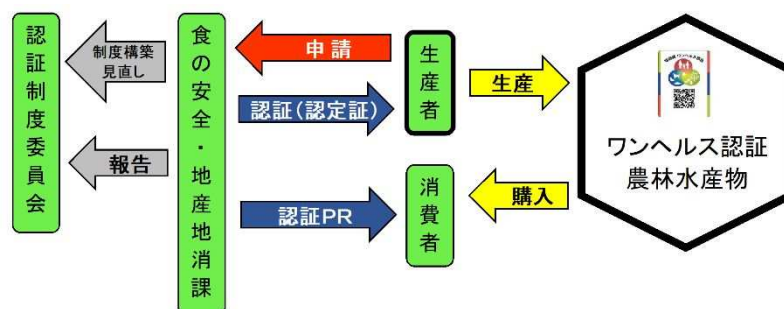 認証制度委員会
制度構築
見直し
報告
食の安全・地産地消課
申請
認証(認定証)
認証PR
生産者
消費者
生産
購入
ワンヘルス認証
農林水産物